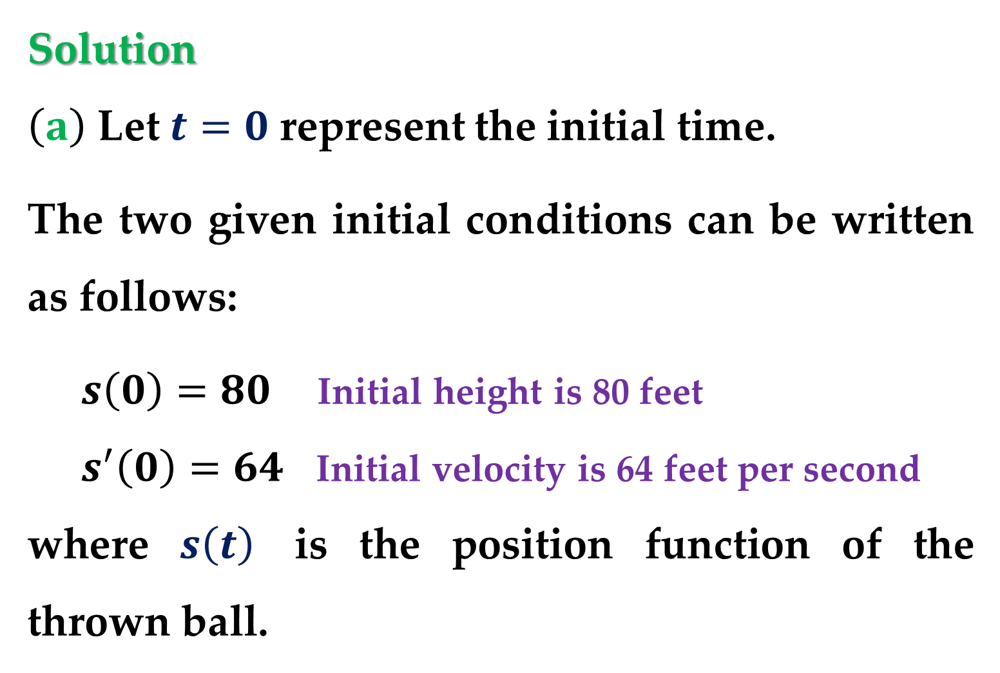 Solution
(a) Let t = 0 represent the initial time.
The two given initial conditions can be written
as follows:
s(0) = 80 Initial height is 80 feet
s′(0) = 64 Initial velocity is 64 feet per second
where s(t) is the position function of the
thrown ball.